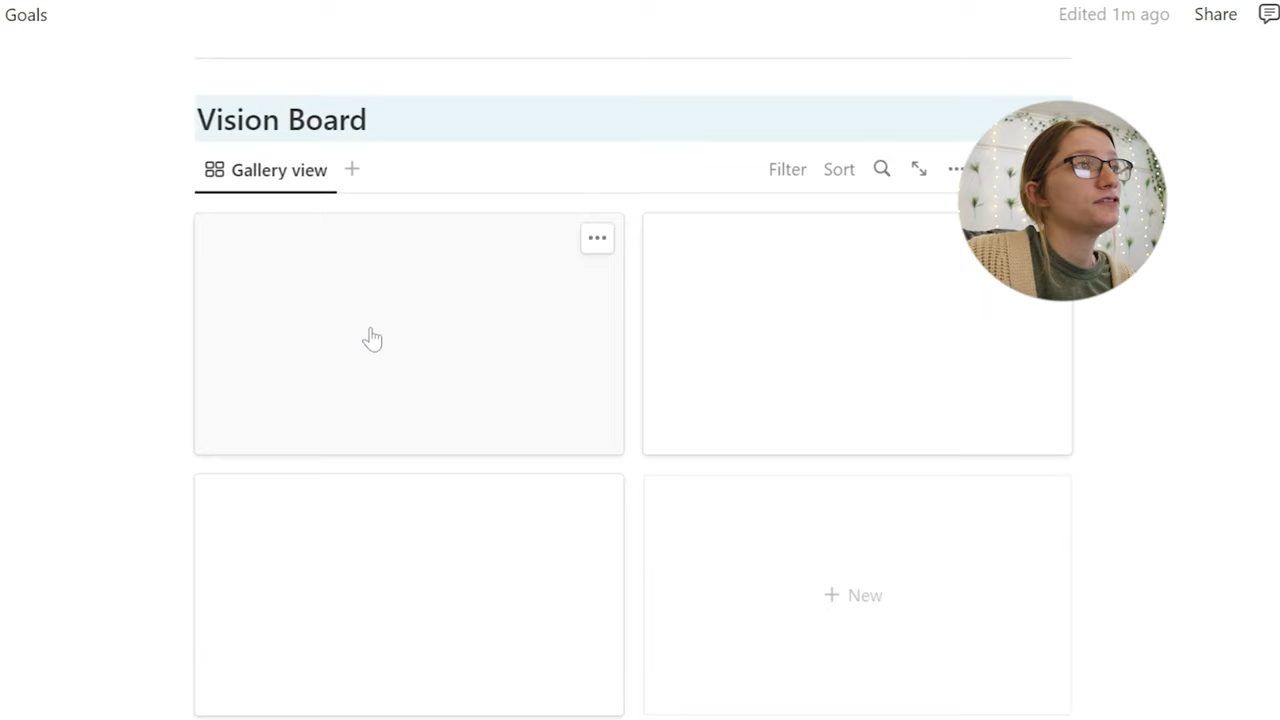 Goals
Edited 1m ago
Share
Vision Board
Gallery view
Filter
Sort
New